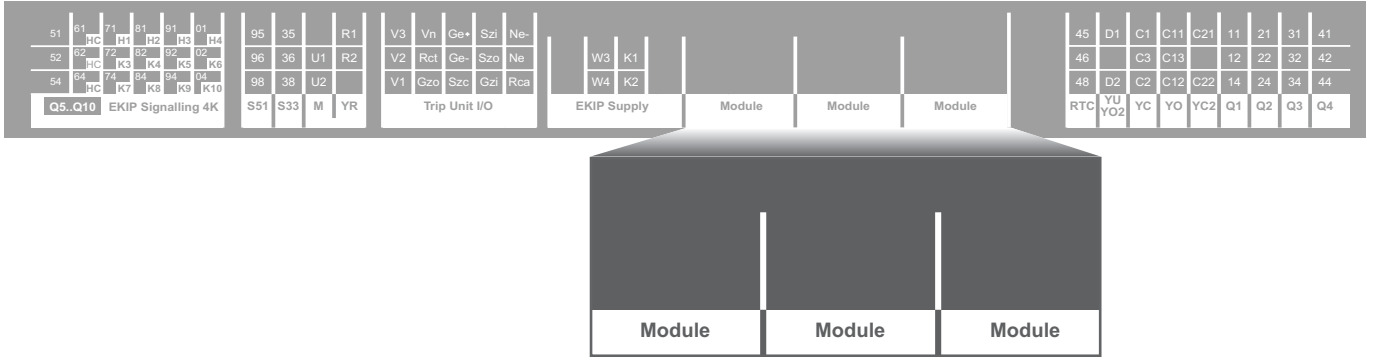 51 61 HC 71 H1 81 H2 91 H3 01 H4 95 35 R1 V3 Vn Ge+ Szi Ne- 45 D1 C1 C11 C21 11 21 31 41
52 62 HC 72 K3 82 K4 92 K5 02 K6 96 36 U1 R2 V2 Rct Ge- Szo Ne W3 K1 46 C3 C13 12 22 32 42
54 64 HC 74 K7 84 K8 94 K9 04 K10 98 38 U2 V1 Gzo Szc Gzi Rca W4 K2 48 D2 C2 C12 C22 14 24 34 44
Q5..Q10 EKIP Signalling 4K S51 S33 M YR Trip Unit I/O EKIP Supply Module Module Module RTC YU YO2 YC YO YC2 Q1 Q2 Q3 Q4
Module Module Module